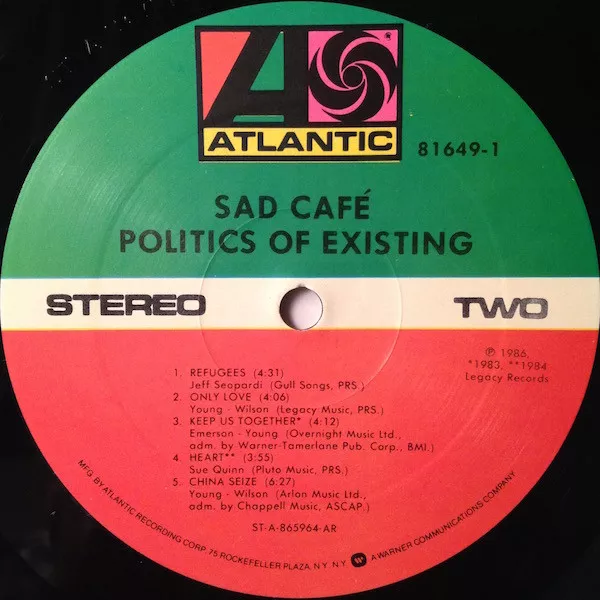 ATLANTIC
®
81649-1
SAD CAFÉ
POLITICS OF EXISTING
STEREO
TWO
℗ 1986,
*1983, **1984
Legacy Records
1. REFUGEES (4:31)
Jeff Seopardi (Gull Songs, PRS.)
2. ONLY LOVE (4:06)
Young - Wilson (Legacy Music, PRS.)
3. KEEP US TOGETHER* (4:12)
Emerson - Young (Overnight Music Ltd.,
adm. by Warner-Tamerlane Pub. Corp., BMI.)
4. HEART** (3:55)
Sue Quinn (Pluto Music, PRS.)
5. CHINA SEIZE (6:27)
Young - Wilson (Arlon Music Ltd.,
adm. by Chappell Music, ASCAP.)
ST-A-865964-AR
MFG. BY ATLANTIC RECORDING CORP. 75 ROCKEFELLER PLAZA, N.Y. N.Y. A WARNER COMMUNICATIONS COMPANY